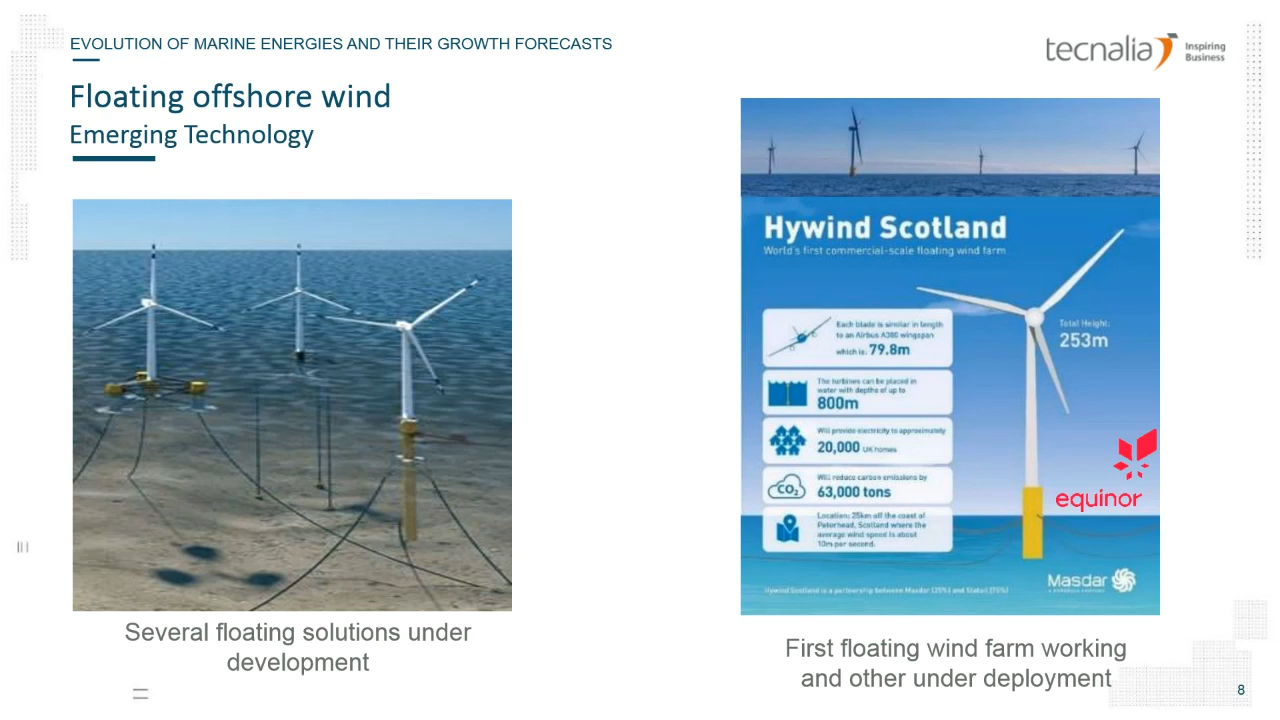 EVOLUTION OF MARINE ENERGIES AND THEIR GROWTH FORECASTS
tecnalia Inspiring
Business
Floating offshore wind
Emerging Technology
Hywind Scotland
World's first commercial-scale floating wind farm
Each blade is similar in length
to an Airbus A380 wingspan
which is: 79.8m
Total Height:
253m
The turbines can be placed in
water with depths of up to
800m
Will provide electricity to approximately
20,000 UK homes
CO₂
Will reduce carbon emissions by
63,000 tons
equinor
Location: 25km off the coast of
Peterhead, Scotland where the
average wind speed is about
10m per second.
Masdar
Hywind Scotland is a partnership between Masdar (25%) and Statoil (75%)
Several floating solutions under
development
First floating wind farm working
and other under deployment
8